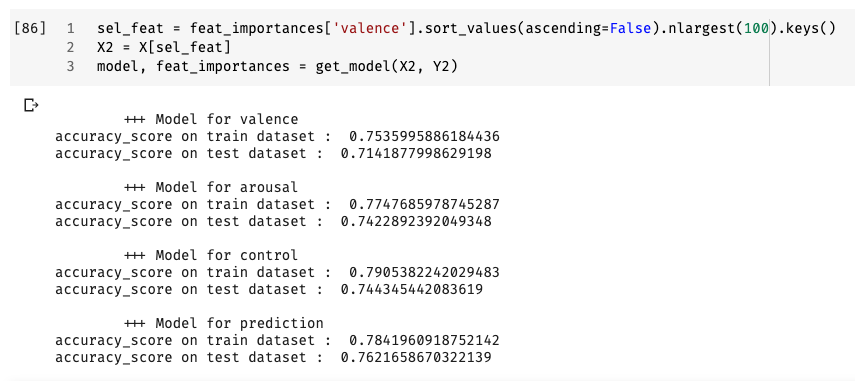 [86] 1 sel_feat = feat_importances['valence'].sort_values(ascending=False).nlargest(100).keys()
2 X2 = X[sel_feat]
3 model, feat_importances = get_model(X2, Y2)
+++ Model for valence
accuracy_score on train dataset : 0.7535995886184436
accuracy_score on test dataset : 0.7141877998629198
+++ Model for arousal
accuracy_score on train dataset : 0.7747685978745287
accuracy_score on test dataset : 0.7422892392049348
+++ Model for control
accuracy_score on train dataset : 0.7905382242029483
accuracy_score on test dataset : 0.744345442083619
+++ Model for prediction
accuracy_score on train dataset : 0.7841960918752142
accuracy_score on test dataset : 0.7621658670322139